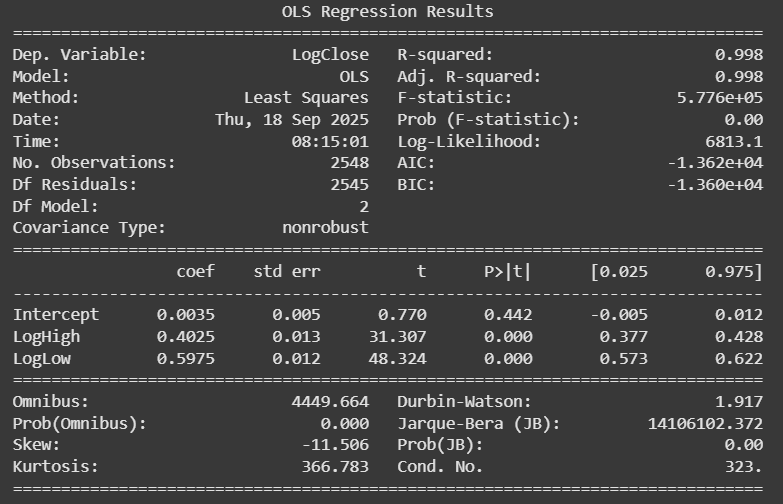 OLS Regression Results
==============================================================================
Dep. Variable:               LogClose   R-squared:                       0.998
Model:                            OLS   Adj. R-squared:                  0.998
Method:                 Least Squares   F-statistic:                 5.776e+05
Date:                Thu, 18 Sep 2025   Prob (F-statistic):               0.00
Time:                        08:15:01   Log-Likelihood:                 6813.1
No. Observations:                2548   AIC:                        -1.362e+04
Df Residuals:                    2545   BIC:                        -1.360e+04
Df Model:                           2
Covariance Type:            nonrobust
==============================================================================
                 coef    std err          t      P>|t|      [0.025      0.975]
------------------------------------------------------------------------------
Intercept      0.0035      0.005      0.770      0.442      -0.005       0.012
LogHigh        0.4025      0.013     31.307      0.000       0.377       0.428
LogLow         0.5975      0.012     48.324      0.000       0.573       0.622
==============================================================================
Omnibus:                     4449.664   Durbin-Watson:                   1.917
Prob(Omnibus):                  0.000   Jarque-Bera (JB):         14106102.372
Skew:                         -11.506   Prob(JB):                         0.00
Kurtosis:                     366.783   Cond. No.                         323.
==============================================================================